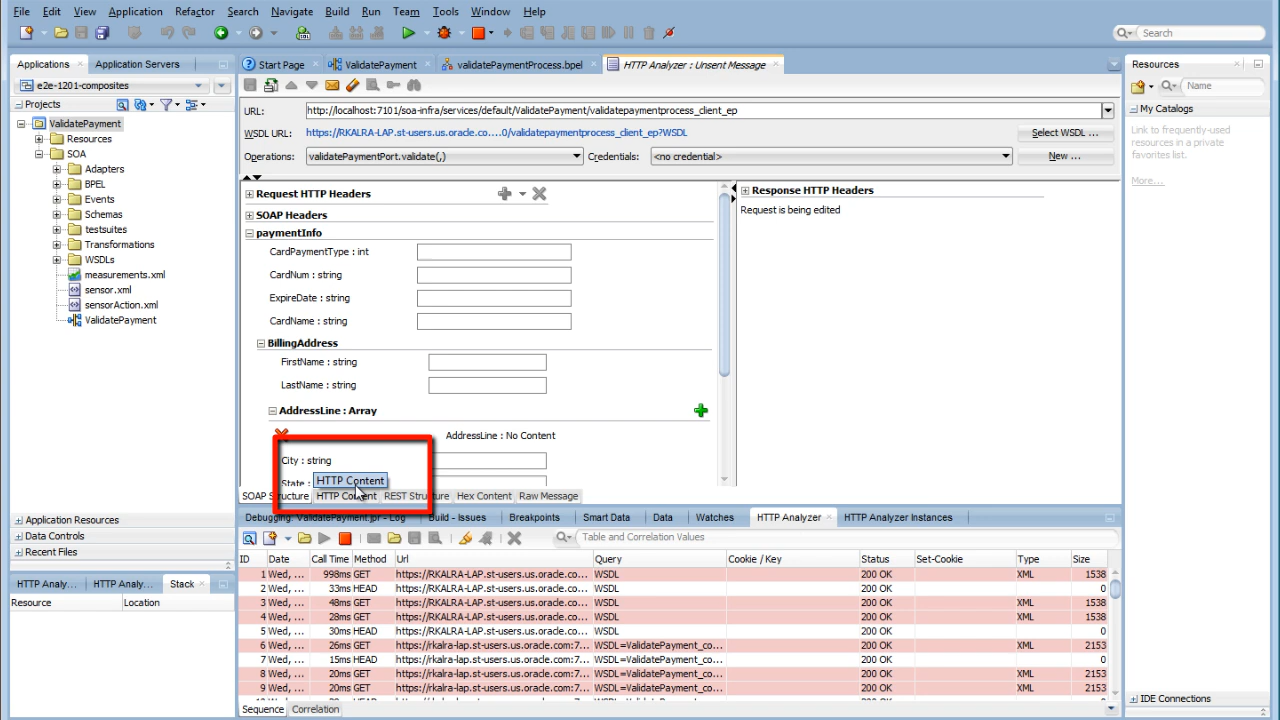 File Edit View Application Refactor Search Navigate Build Run Team Tools Window Help
Search
Applications Application Servers
Start Page ValidatePayment validatePaymentProcess.bpel HTTP Analyzer : Unsent Message
Resources
e2e-1201-composites
Projects
ValidatePayment
Resources
SOA
Adapters
BPEL
Events
Schemas
testsuites
Transformations
WSDLs
measurements.xml
sensor.xml
sensorAction.xml
ValidatePayment
Application Resources
Data Controls
Recent Files
HTTP Analy... HTTP Analy... Stack
Resource Location
URL: http://localhost:7101/soa-infra/services/default/ValidatePayment/validatepaymentprocess_client_ep
WSDL URL: https://RKALRA-LAP.st-users.us.oracle.co....0/validatepaymentprocess_client_ep?WSDL Select WSDL ...
Operations: validatePaymentPort.validate(,) Credentials: <no credential> New ...
Request HTTP Headers
SOAP Headers
paymentInfo
CardPaymentType : int
CardNum : string
ExpireDate : string
CardName : string
BillingAddress
FirstName : string
LastName : string
AddressLine : Array
AddressLine : No Content
City : string
State :
HTTP Content
SOAP Structure HTTP Content REST Structure Hex Content Raw Message
Response HTTP Headers
Request is being edited
Name
My Catalogs
Link to frequently-used
resources in a private
favorites list.
More...
IDE Connections
Debugging: ValidatePayment.jpr - Log Build - Issues Breakpoints Smart Data Data Watches HTTP Analyzer HTTP Analyzer Instances
Table and Correlation Values
ID Date Call Time Method Url Query Cookie / Key Status Set-Cookie Type Size
1 Wed, ... 998ms GET https://RKALRA-LAP.st-users.us.oracle.co... WSDL 200 OK XML 1538
2 Wed, ... 33ms HEAD https://RKALRA-LAP.st-users.us.oracle.co... WSDL 200 OK 0
3 Wed, ... 48ms GET https://RKALRA-LAP.st-users.us.oracle.co... WSDL 200 OK XML 1538
4 Wed, ... 28ms GET https://RKALRA-LAP.st-users.us.oracle.co... WSDL 200 OK XML 1538
5 Wed, ... 30ms HEAD https://RKALRA-LAP.st-users.us.oracle.co... WSDL 200 OK 0
6 Wed, ... 26ms GET https://rkalra-lap.st-users.us.oracle.com:7... WSDL=ValidatePayment_co... 200 OK XML 2153
7 Wed, ... 15ms HEAD https://rkalra-lap.st-users.us.oracle.com:7... WSDL=ValidatePayment_co... 200 OK 0
8 Wed, ... 20ms GET https://rkalra-lap.st-users.us.oracle.com:7... WSDL=ValidatePayment_co... 200 OK XML 2153
9 Wed, ... 20ms GET https://rkalra-lap.st-users.us.oracle.com:7... WSDL=ValidatePayment_co... 200 OK XML 2153
Sequence Correlation